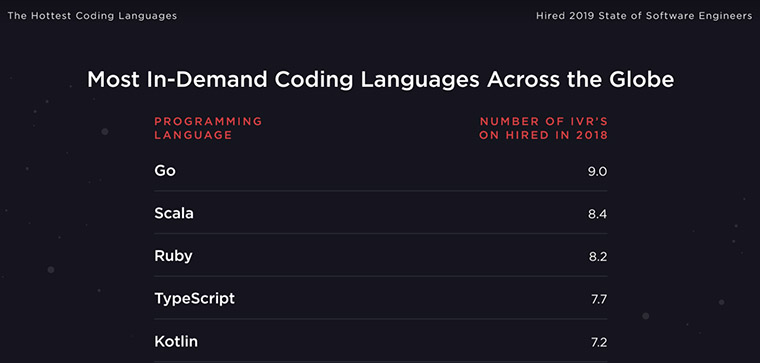 The Hottest Coding Languages
Hired 2019 State of Software Engineers
Most In-Demand Coding Languages Across the Globe
PROGRAMMING
LANGUAGE
NUMBER OF IVR'S
ON HIRED IN 2018
Go 9.0
Scala 8.4
Ruby 8.2
TypeScript 7.7
Kotlin 7.2